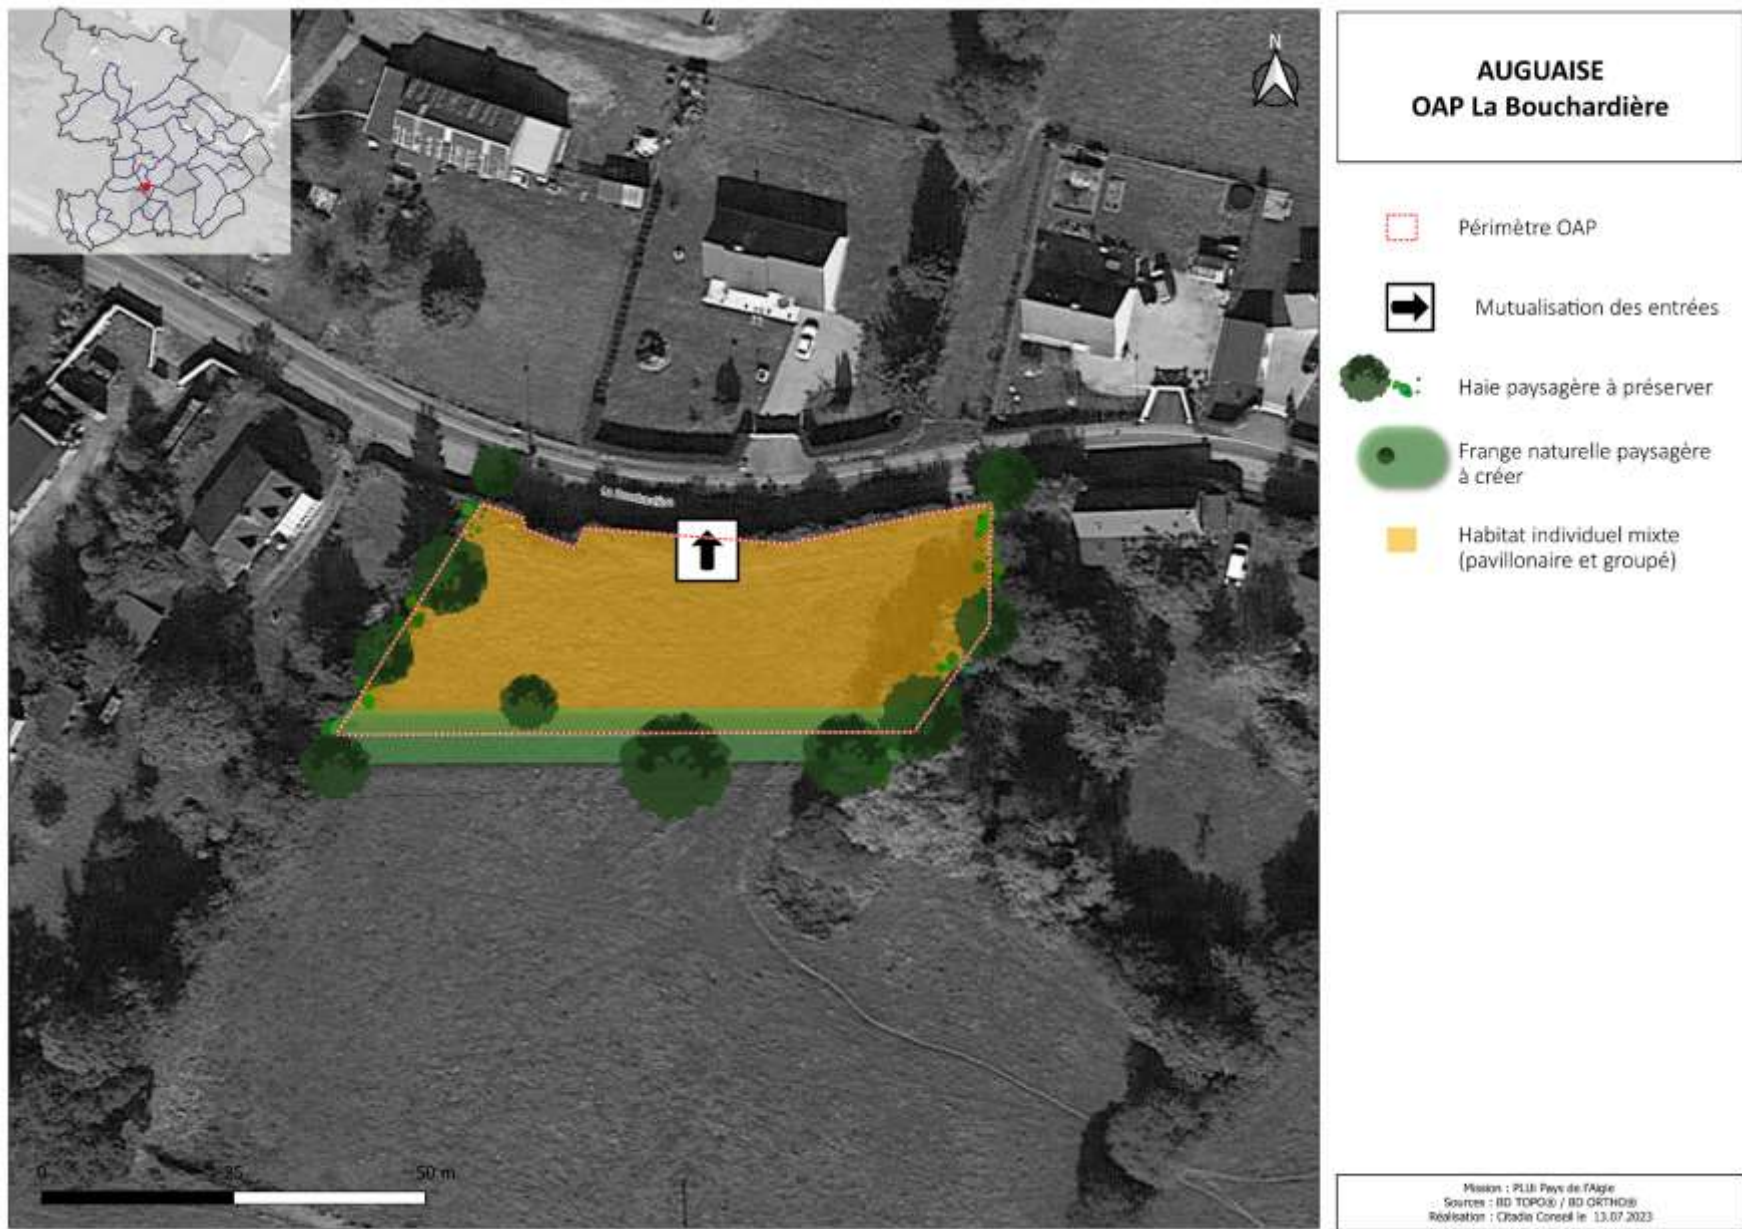 AUGUAISE
OAP La Bouchardière
N
Périmètre OAP
Mutualisation des entrées
Haie paysagère à préserver
Frange naturelle paysagère
à créer
Habitat individuel mixte
(pavillonaire et groupé)
0 25 50 m
Mission : PLUi Pays de l'Aigle
Sources : BD TOPO® / BD ORTHO®
Réalisation : Citadia Conseil le 13.07.2023